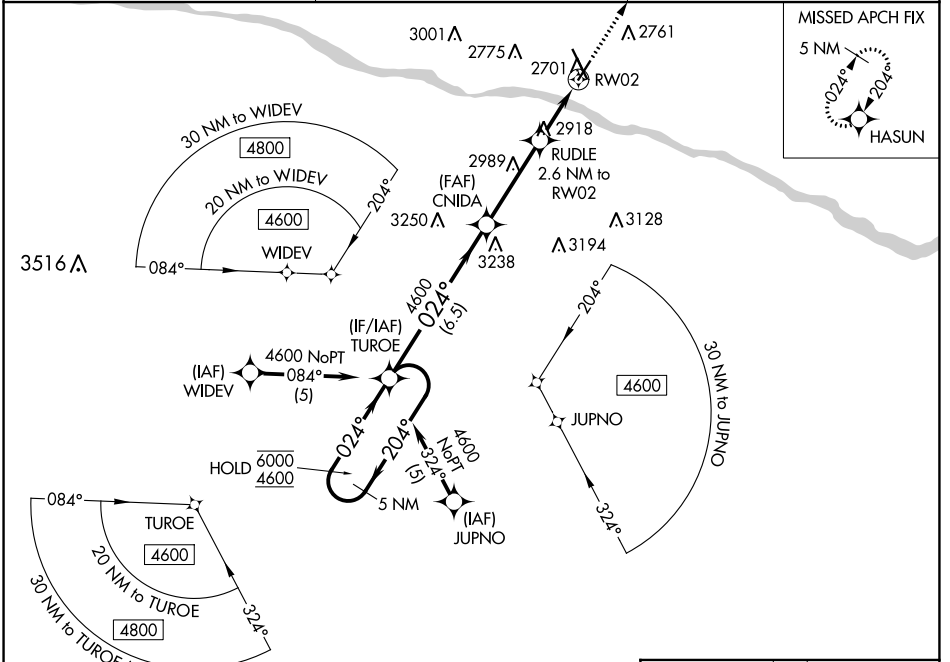 MISSED APCH FIX
5 NM
024°
204°
HASUN
3001
2775
2761
2701
RW02
30 NM to WIDEV
4800
20 NM to WIDEV
4600
204°
WIDEV
084°
3516
2918
RUDLE
2.6 NM to
RW02
2989
(FAF)
CNIDA
3250
3238
3128
3194
4600
024°
(6.5)
(IF/IAF)
TUROE
(IAF)
WIDEV
4600 NoPT
084°
(5)
204°
30 NM to JUPNO
4600
JUPNO
324°
024°
204°
HOLD
6000
4600
5 NM
4600
NoPT
324°
(5)
(IAF)
JUPNO
084°
TUROE
4600
20 NM to TUROE
324°
4800
30 NM to TUROE